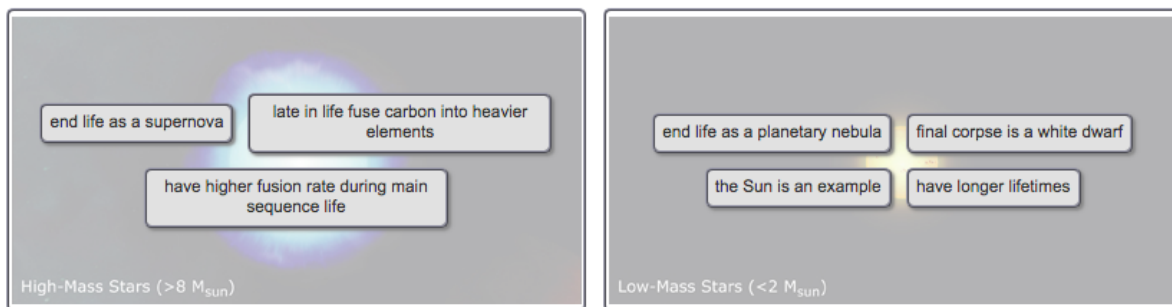 end life as a supernova
late in life fuse carbon into heavier
elements
have higher fusion rate during main
sequence life
High-Mass Stars (>8 Msun)
end life as a planetary nebula
final corpse is a white dwarf
the Sun is an example
have longer lifetimes
Low-Mass Stars (<2 Msun)